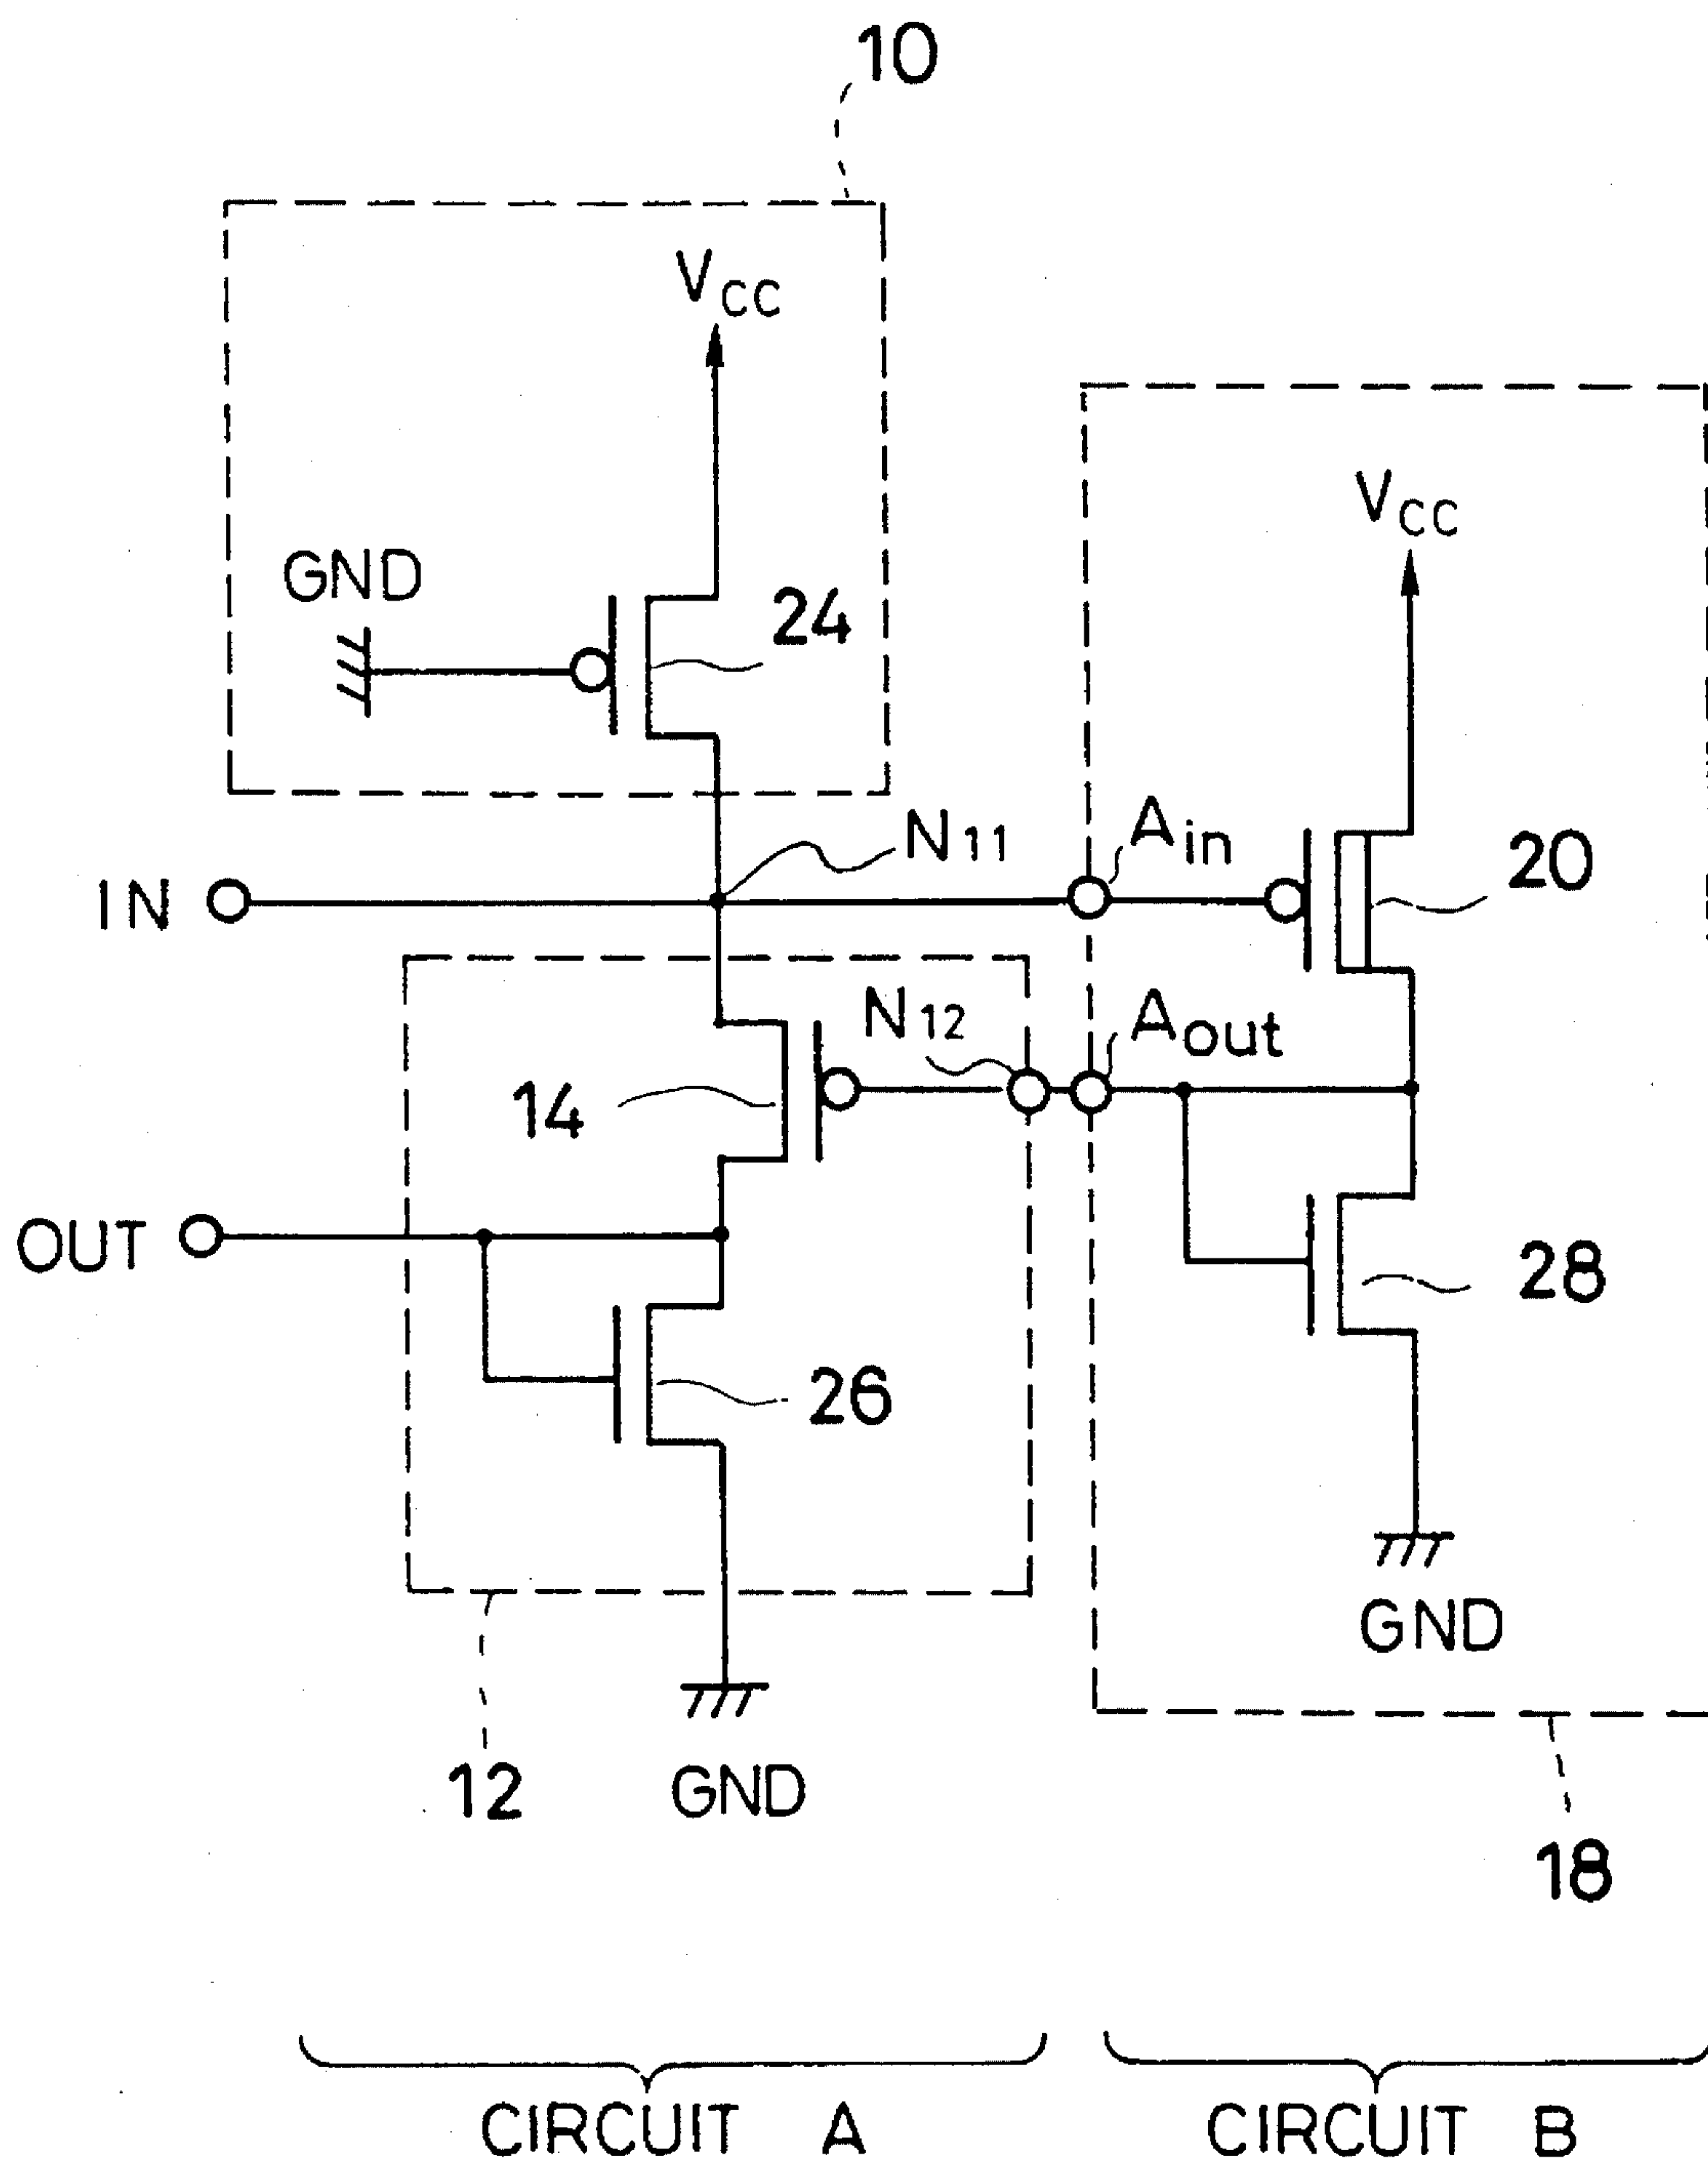 10
VCC
VCC
GND
24
N11
Ain
20
IN
N12
Aout
14
OUT
28
26
GND
12
GND
18
CIRCUIT A
CIRCUIT B